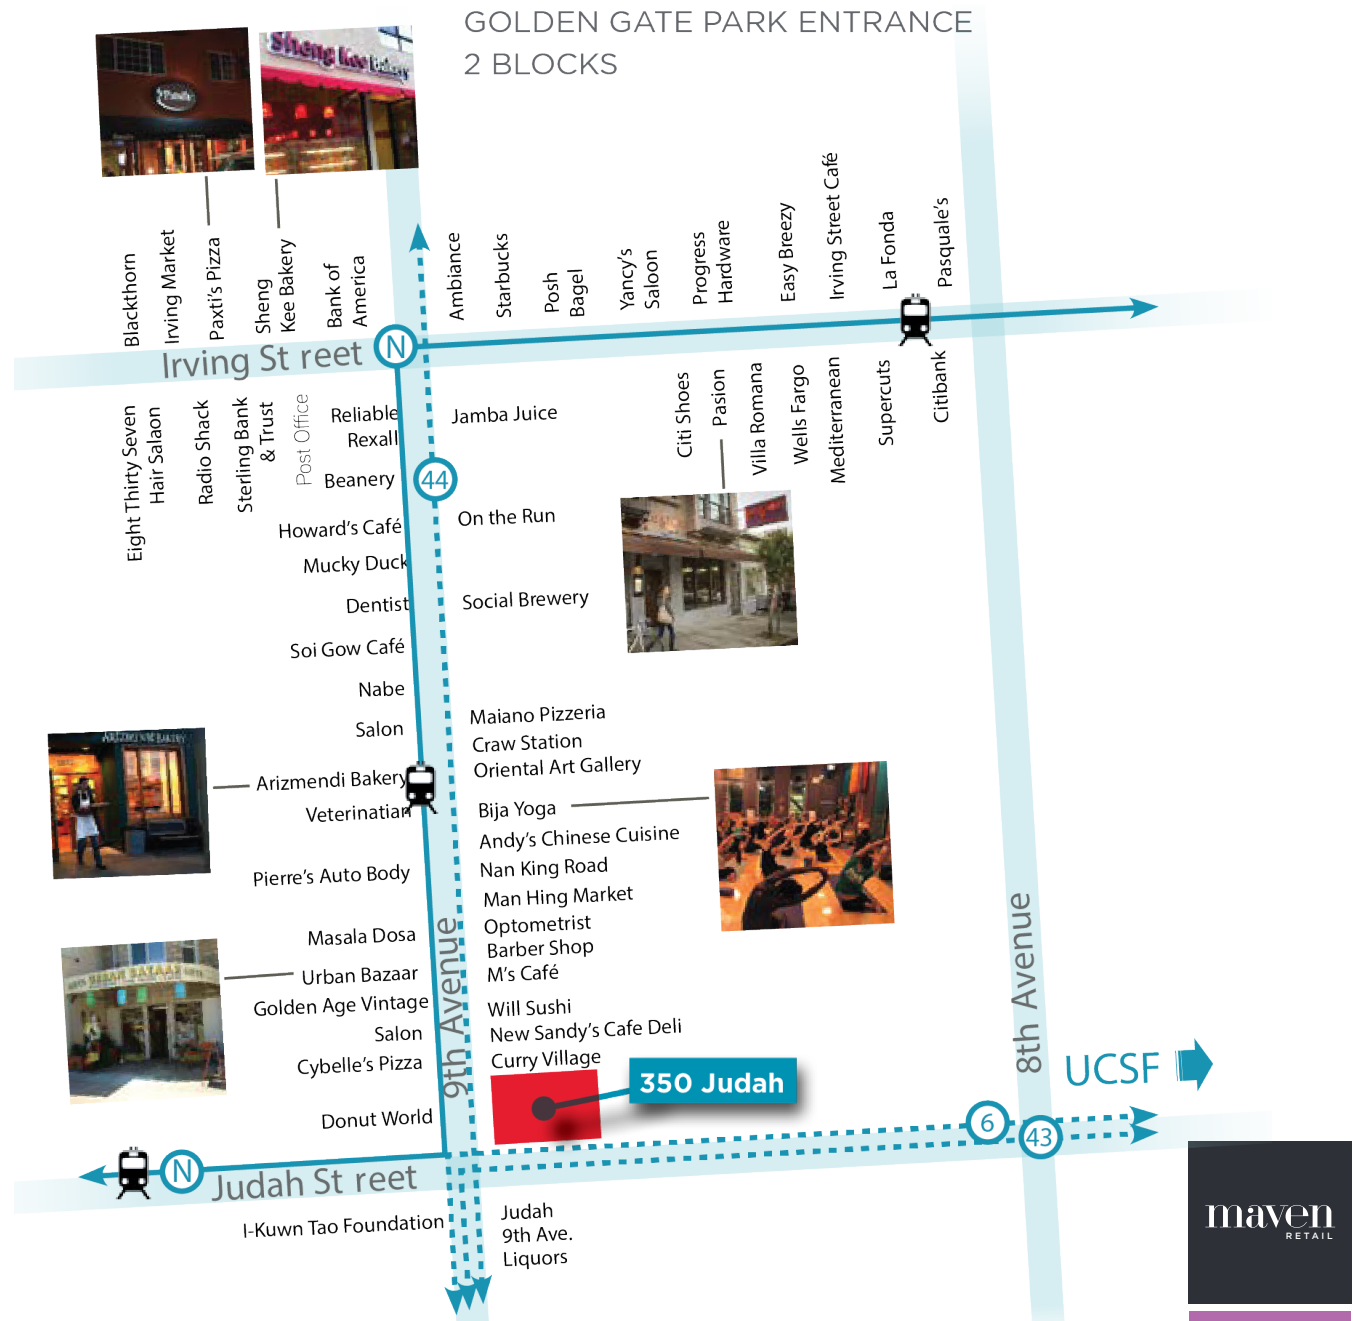 GOLDEN GATE PARK ENTRANCE
2 BLOCKS
Sheng Kee Bakery
Blackthorn
Irving Market
Paxti's Pizza
Sheng
Kee Bakery
Bank of
America
Ambiance
Starbucks
Posh
Bagel
Yancy's
Saloon
Progress
Hardware
Easy Breezy
Irving Street Café
La Fonda
Pasquale's
Irving St reet
N
Eight Thirty Seven
Hair Salaon
Radio Shack
Sterling Bank
& Trust
Post Office
Reliable
Rexall
Jamba Juice
Citi Shoes
Pasion
Villa Romana
Wells Fargo
Mediterranean
Supercuts
Citibank
Beanery
44
Howard's Café
On the Run
Mucky Duck
Dentist
Social Brewery
Soi Gow Café
Nabe
Salon
Maiano Pizzeria
Craw Station
Oriental Art Gallery
ARIZMENDI BAKERY
Arizmendi Bakery
Veterinatian
Bija Yoga
Andy's Chinese Cuisine
Nan King Road
Pierre's Auto Body
Man Hing Market
Optometrist
Barber Shop
M's Café
Masala Dosa
URBAN BAZAAR
Urban Bazaar
Golden Age Vintage
Salon
Cybelle's Pizza
Will Sushi
New Sandy's Cafe Deli
Curry Village
9th Avenue
8th Avenue
350 Judah
UCSF
Donut World
6
43
N
Judah St reet
I-Kuwn Tao Foundation
Judah
9th Ave.
Liquors
maven
RETAIL